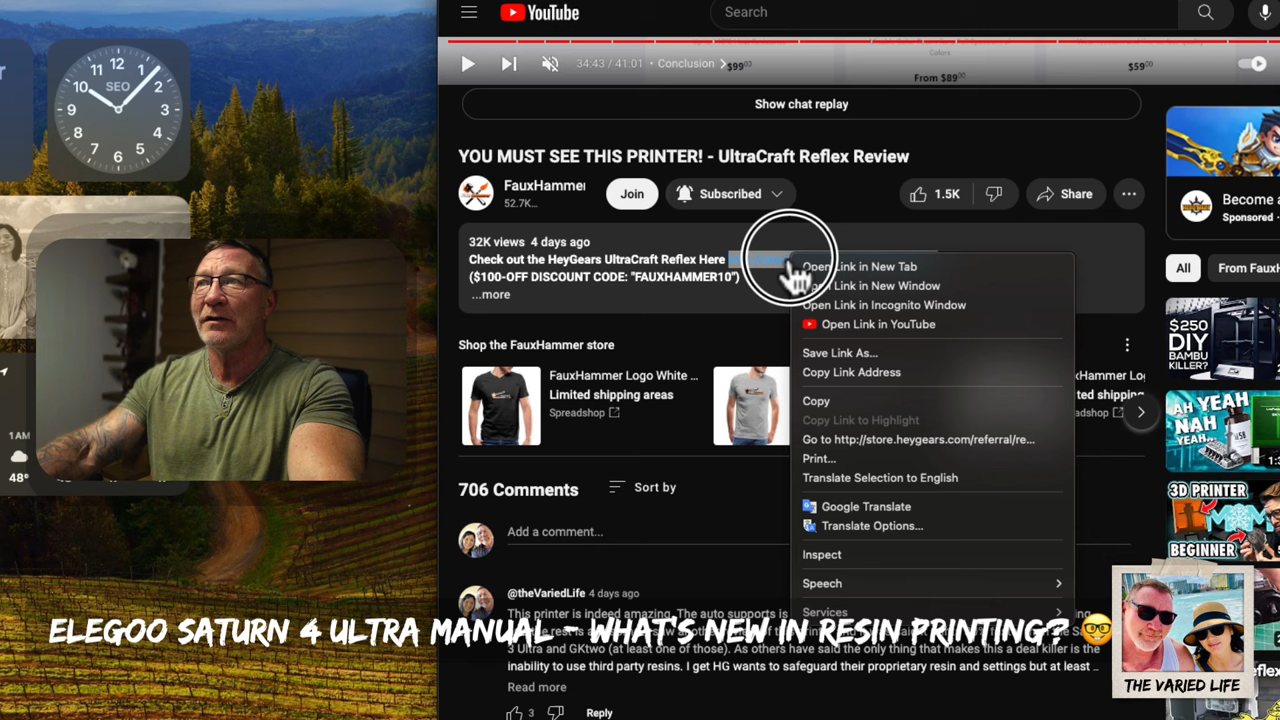 12
11
1
10
SEO
2
9
3
8
4
7
5
6
1 AM
48°
YouTube
Search
34:43 / 41:01 • Conclusion
$99⁰⁰
Colors
From $89⁰⁰
$59⁰⁰
Show chat replay
YOU MUST SEE THIS PRINTER! - UltraCraft Reflex Review
FauxHammer
52.7K...
Join
Subscribed
1.5K
Share
32K views 4 days ago
Check out the HeyGears UltraCraft Reflex Here
($100-OFF DISCOUNT CODE: "FAUXHAMMER10")
...more
Open Link in New Tab
Open Link in New Window
Open Link in Incognito Window
Open Link in YouTube
Save Link As...
Copy Link Address
Copy
Copy Link to Highlight
Go to http://store.heygears.com/referral/re...
Print...
Translate Selection to English
Google Translate
Translate Options...
Inspect
Speech
Services
Shop the FauxHammer store
FauxHammer Logo White ...
Limited shipping areas
Spreadshop
706 Comments
Sort by
Add a comment...
@theVariedLife 4 days ago
This printer is indeed amazing. The auto supports is
3 Ultra and GKtwo (at least one of those). As others have said the only thing that makes this a deal killer is the
inability to use third party resins. I get HG wants to safeguard their proprietary resin and settings but at least ..
Read more
3
Reply
Become a
Sponsored
All
From FauxH
$250
DIY
BAMBU
KILLER?
AH YEAH
NAH
YEAH..
3D PRINTER
BEGINNER
ELEGOO SATURN 4 ULTRA MANUAL - WHAT'S NEW IN RESIN PRINTING? 🤓
THE VARIED LIFE